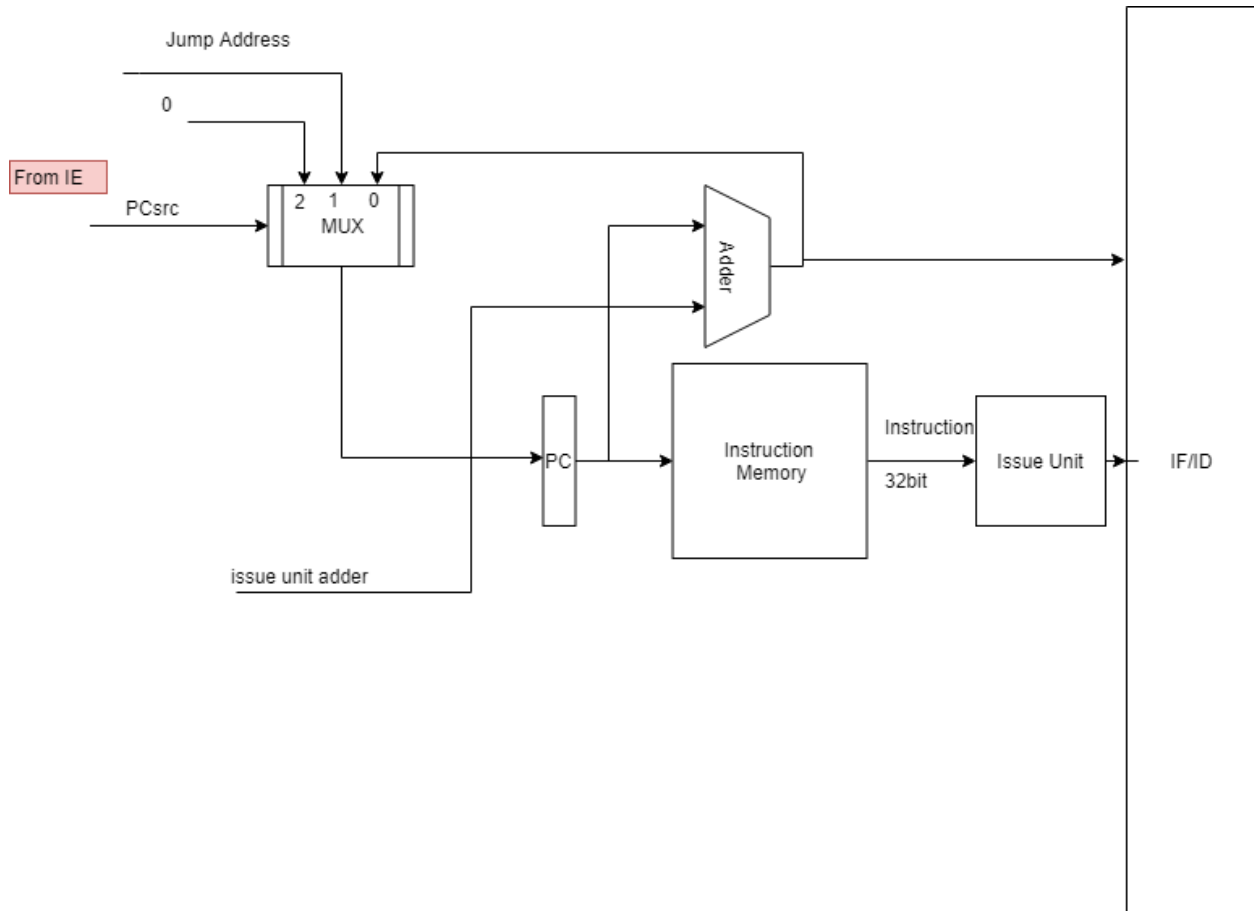 Jump Address
0
From IE
PCsrc
2 1 0
MUX
Adder
PC
Instruction
Memory
Instruction
32bit
Issue Unit
IF/ID
issue unit adder